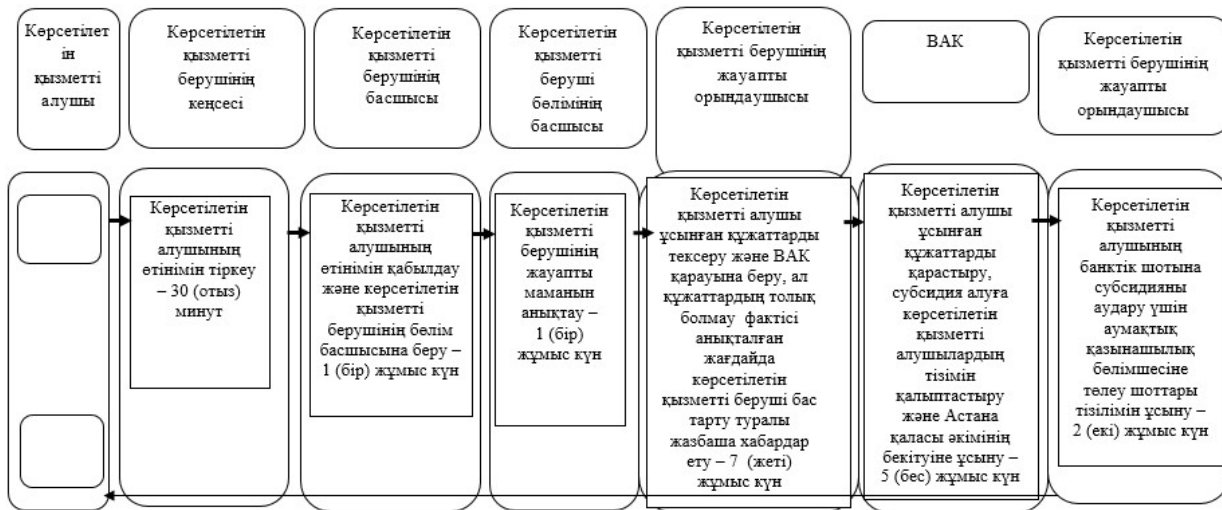 Көрсетілет
ін
қызметті
алушы
Көрсетілетін
қызметті
берушінің
кеңсесі
Көрсетілетін
қызметті
берушінің
басшысы
Көрсетілетін
қызметті
беруші
бөлімінің
басшысы
Көрсетілетін
қызметті берушінің
жауапты
орындаушысы
ВАК
Көрсетілетін
қызметті берушінің
жауапты
орындаушысы
Көрсетілетін
қызметті
алушының
өтінімін тіркеу
– 30 (отыз)
минут
Көрсетілетін
қызметті
алушының
өтінімін қабылдау
және көрсетілетін
қызметті
берушінің бөлім
басшысына беру –
1 (бір) жұмыс күн
Көрсетілетін
қызметті
берушінің
жауапты
маманын
анықтау –
1 (бір)
жұмыс күн
Көрсетілетін
қызметті алушы
ұсынған құжаттарды
тексеру және ВАК
қарауына беру, ал
құжаттардың толық
болмау фактісі
анықталған
жағдайда
көрсетілетін
қызметті беруші бас
тарту туралы
жазбаша хабардар
ету – 7 (жеті)
жұмыс күн
Көрсетілетін
қызметті алушы
ұсынған
құжаттарды
қарастыру,
субсидия алуға
көрсетілетін
қызметті
алушылардың
тізімін
қалыптастыру
және Астана
қаласы әкімінің
бекітуіне ұсыну –
5 (бес) жұмыс күн
Көрсетілетін
қызметті
алушының
банктік шотына
субсидияны
аудару үшін
аумақтық
қазынашылық
бөлімшесіне
төлеу шоттары
тізілімін ұсыну –
2 (екі) жұмыс күн